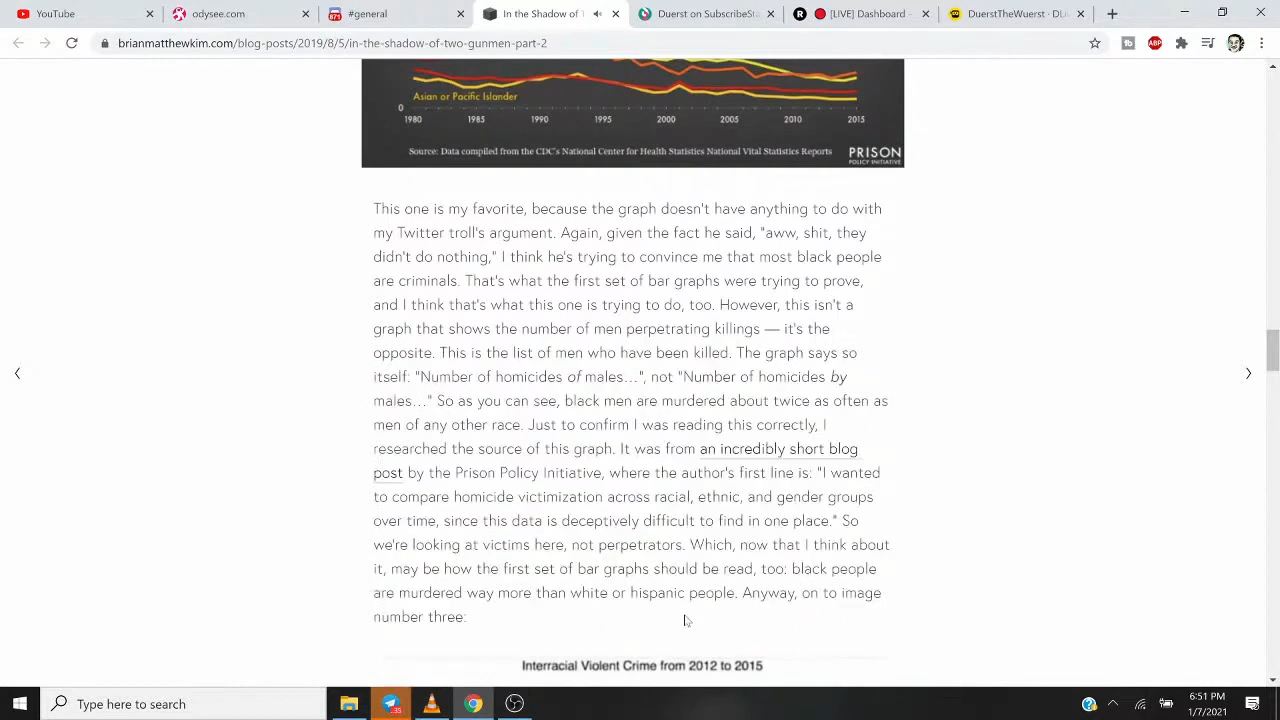 YouTube
odysee.com
#general
871
In the Shadow of T
Duerst on SubscribeSta
[LIVE] Dashboard -
DuerstTheWuerst - DLi
brianmatthewkim.com/blog-posts/2019/8/5/in-the-shadow-of-two-gunmen-part-2
ABP
Asian or Pacific Islander
0
1980 1985 1990 1995 2000 2005 2010 2015
Source: Data compiled from the CDC's National Center for Health Statistics National Vital Statistics Reports
PRISON
POLICY INITIATIVE
This one is my favorite, because the graph doesn't have anything to do with
my Twitter troll's argument. Again, given the fact he said, "aww, shit, they
didn't do nothing," I think he's trying to convince me that most black people
are criminals. That's what the first set of bar graphs were trying to prove,
and I think that's what this one is trying to do, too. However, this isn't a
graph that shows the number of men perpetrating killings — it's the
opposite. This is the list of men who have been killed. The graph says so
itself: "Number of homicides of males...", not "Number of homicides by
males..." So as you can see, black men are murdered about twice as often as
men of any other race. Just to confirm I was reading this correctly, I
researched the source of this graph. It was from an incredibly short blog
post by the Prison Policy Initiative, where the author's first line is: "I wanted
to compare homicide victimization across racial, ethnic, and gender groups
over time, since this data is deceptively difficult to find in one place." So
we're looking at victims here, not perpetrators. Which, now that I think about
it, may be how the first set of bar graphs should be read, too: black people
are murdered way more than white or hispanic people. Anyway, on to image
number three:
Interracial Violent Crime from 2012 to 2015
Type here to search
35
6:51 PM
1/7/2021